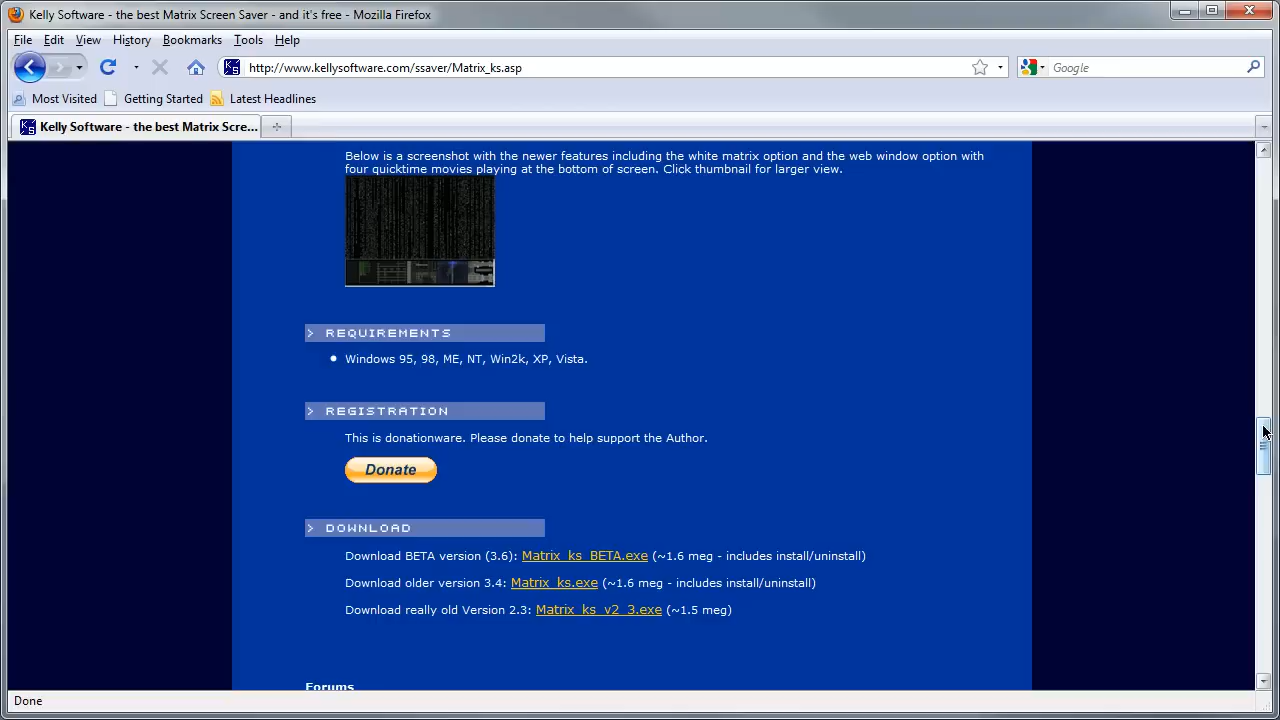 Kelly Software - the best Matrix Screen Saver - and it's free - Mozilla Firefox
File Edit View History Bookmarks Tools Help
http://www.kellysoftware.com/ssaver/Matrix_ks.asp
Google
Most Visited Getting Started Latest Headlines
Kelly Software - the best Matrix Scre...
Below is a screenshot with the newer features including the white matrix option and the web window option with
four quicktime movies playing at the bottom of screen. Click thumbnail for larger view.
> REQUIREMENTS
Windows 95, 98, ME, NT, Win2k, XP, Vista.
> REGISTRATION
This is donationware. Please donate to help support the Author.
Donate
> DOWNLOAD
Download BETA version (3.6): Matrix_ks_BETA.exe (~1.6 meg - includes install/uninstall)
Download older version 3.4: Matrix_ks.exe (~1.6 meg - includes install/uninstall)
Download really old Version 2.3: Matrix_ks_v2_3.exe (~1.5 meg)
Forums
Done